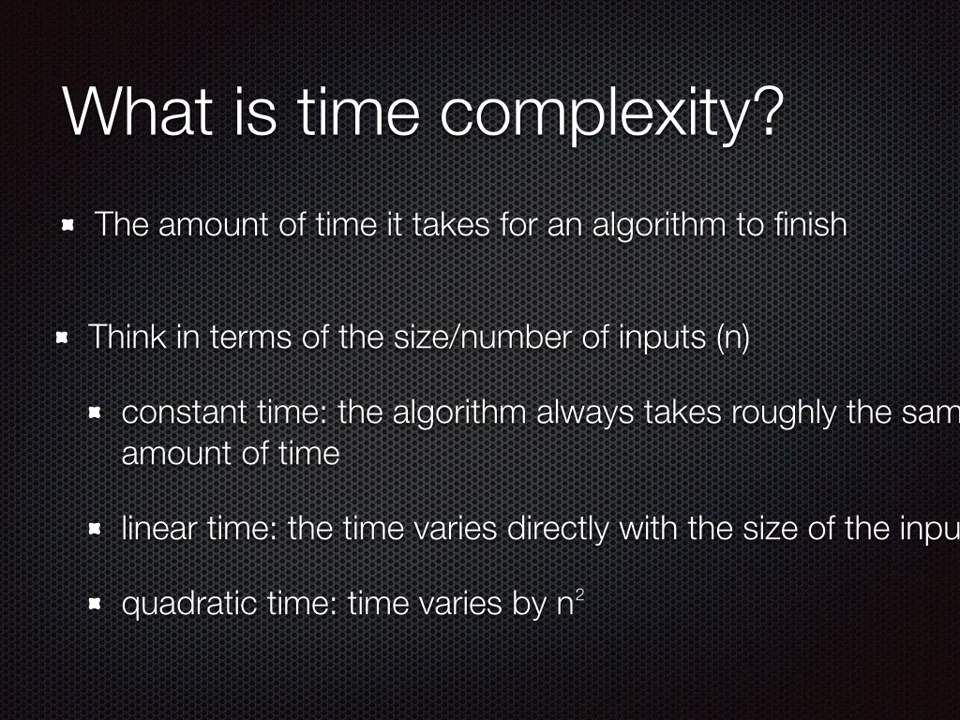 What is time complexity?
The amount of time it takes for an algorithm to finish
Think in terms of the size/number of inputs (n)
constant time: the algorithm always takes roughly the sam
amount of time
linear time: the time varies directly with the size of the inpu
quadratic time: time varies by n²